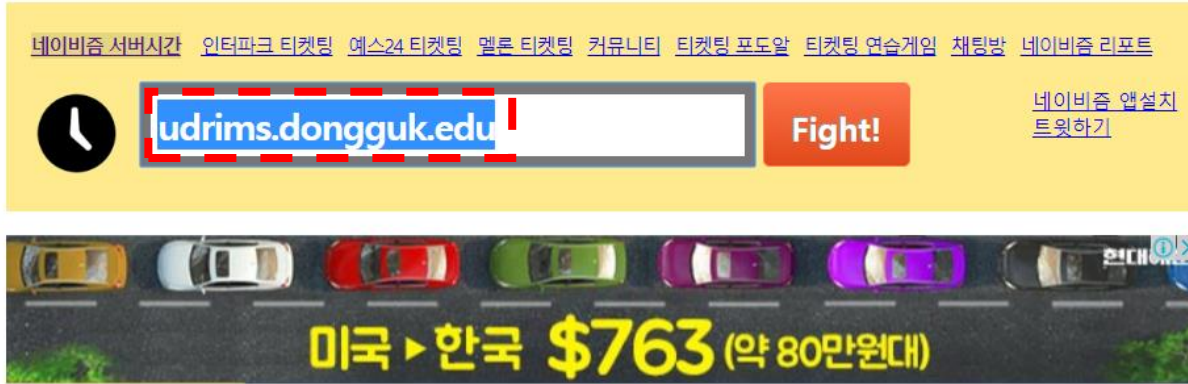 네이비즘 서버시간 인터파크 티켓팅 예스24 티켓팅 멜론 티켓팅 커뮤니티 티켓팅 포도알 티켓팅 연습게임 채팅방 네이비즘 리포트
udrims.dongguk.edu Fight!
네이비즘 앱설치
트윗하기
현대
미국 ▸ 한국 $763 (약 80만원대)